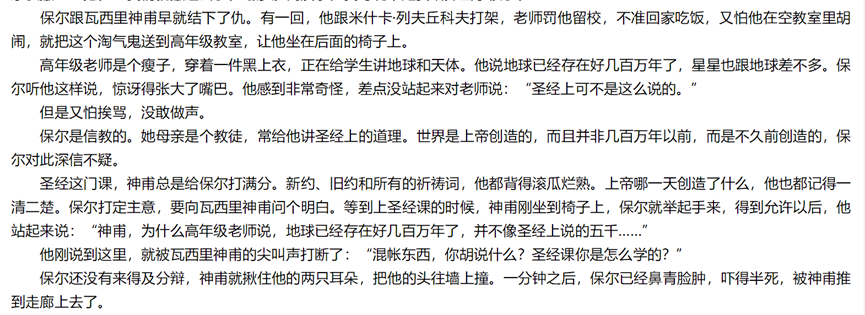 保尔跟瓦西里神甫早就结下了仇。有一回，他跟米什卡·列夫丘科夫打架，老师罚他留校，不准回家吃饭，又怕他在空教室里胡
闹，就把这个淘气鬼送到高年级教室，让他坐在后面的椅子上。
高年级老师是个瘦子，穿着一件黑上衣，正在给学生讲地球和天体。他说地球已经存在好几百万年了，星星也跟地球差不多。保
尔听他这样说，惊讶得张大了嘴巴。他感到非常奇怪，差点没站起来对老师说：“圣经上可不是这么说的。”
但是又怕挨骂，没敢做声。
保尔是信教的。她母亲是个教徒，常给他讲圣经上的道理。世界是上帝创造的，而且并非几百万年以前，而是不久前创造的，保
尔对此深信不疑。
圣经这门课，神甫总是给保尔打满分。新约、旧约和所有的祈祷词，他都背得滚瓜烂熟。上帝哪一天创造了什么，他也都记得一
清二楚。保尔打定主意，要向瓦西里神甫问个明白。等到上圣经课的时候，神甫刚坐到椅子上，保尔就举起手来，得到允许以后，他
站起来说：“神甫，为什么高年级老师说，地球已经存在好几百万年了，并不像圣经上说的五千......”
他刚说到这里，就被瓦西里神甫的尖叫声打断了：“混帐东西，你胡说什么？圣经课你是怎么学的？”
保尔还没有来得及分辩，神甫就揪住他的两只耳朵，把他的头往墙上撞。一分钟之后，保尔已经鼻青脸肿，吓得半死，被神甫推
到走廊上去了。